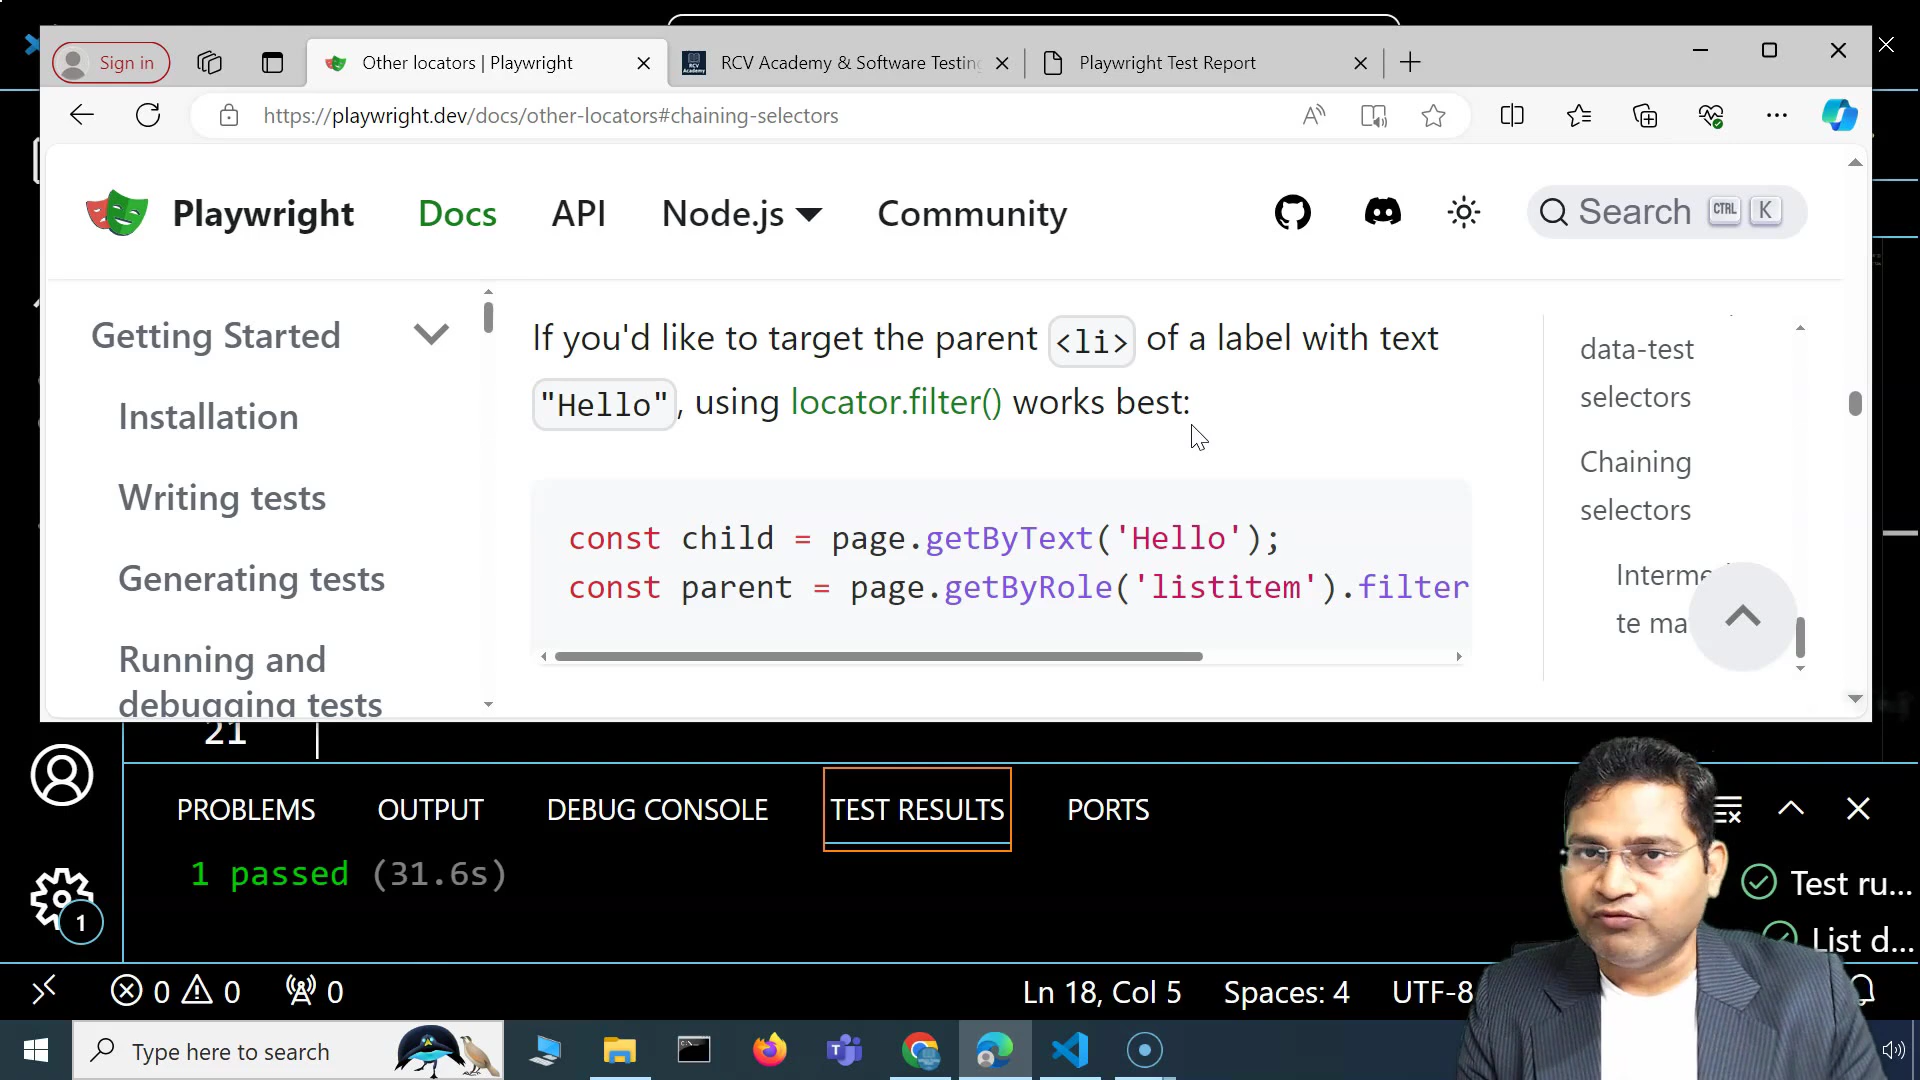 Sign in
Other locators | Playwright
RCV Academy & Software Testing
Playwright Test Report
https://playwright.dev/docs/other-locators#chaining-selectors
Playwright
Docs
API
Node.js
Community
Search CTRL K
Getting Started
Installation
Writing tests
Generating tests
Running and
debugging tests
If you'd like to target the parent <li> of a label with text
"Hello", using locator.filter() works best:
const child = page.getByText('Hello');
const parent = page.getByRole('listitem').filter
data-test
selectors
Chaining
selectors
Interme
te ma
21
PROBLEMS
OUTPUT
DEBUG CONSOLE
TEST RESULTS
PORTS
1 passed (31.6s)
Test ru...
List d...
1
0 0 0
Ln 18, Col 5
Spaces: 4
UTF-8
Type here to search